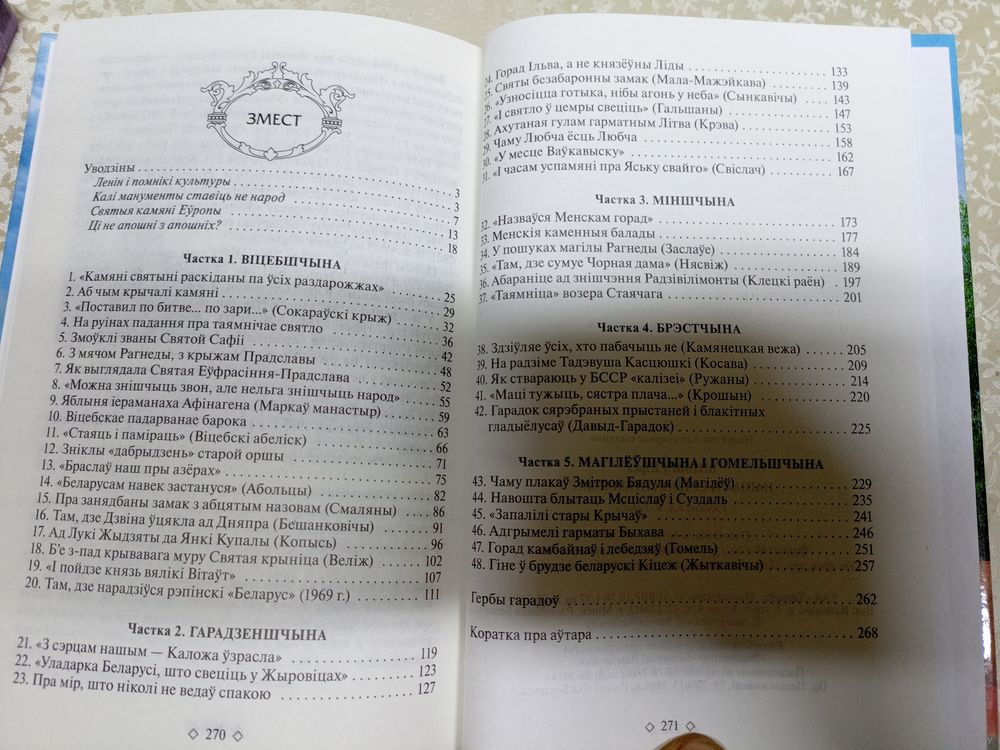 ЗМЕСТ
Уводзіны
Ленін і помнікі культуры ........ 3
Калі манументы ставіць не народ ........ 3
Святыя камяні Еўропы ........ 7
Ці не апошні з апошніх? ........ 13
18
Частка 1. ВІЦЕБШЧЫНА
1. «Камяні святыні раскіданы па ўсіх раздарожжах» ........ 25
2. Аб чым крычалі камяні ........ 29
3. «Поставил по битве... по зари...» (Сокараўскі крыж) ........ 32
4. На руінах падання пра таямнічае святло ........ 36
5. Змоўклі званы Святой Сафіі ........ 42
6. З мячом Рагнеды, з крыжам Прадславы ........ 48
7. Як выглядала Святая Еўфрасіння-Прадслава ........ 52
8. «Можна знішчыць звон, але нельга знішчыць народ» ........ 55
9. Яблыня іераманаха Афінагена (Маркаў манастыр) ........ 59
10. Віцебскае падарванае барока ........ 63
11. «Стаяць і паміраць» (Віцебскі абеліск) ........ 66
12. Зніклы «дабрыдзень» старой оршы ........ 71
13. «Браслаў наш пры азёрах» ........ 75
14. «Беларусам навек застануся» (Абольцы) ........ 82
15. Пра занядбаны замак з абцятым назовам (Смаляны) ........ 86
16. Там, дзе Дзвіна ўцякла ад Дняпра (Бешанковічы) ........ 91
17. Ад Лукі Жыдзяты да Янкі Купалы (Копысь) ........ 96
18. Б'е з-пад крывавага муру Святая крыніца (Веліж) ........ 102
19. «І пойдзе князь вялікі Вітаўт» ........ 107
20. Там, дзе нарадзіўся рэпінскі «Беларус» (1969 г.) ........ 111
Частка 2. ГАРАДЗЕНШЧЫНА
21. «З сэрцам нашым — Каложа ўзрасла» ........ 119
22. «Уладарка Беларусі, што свеціць у Жыровіцах» ........ 123
23. Пра мір, што ніколі не ведаў спакою ........ 127
270
24. Горад Ільва, а не князёўны Ліды ........ 133
25. Святы безабаронны замак (Мала-Мажэйкава) ........ 139
26. «Узносіцца готыка, нібы агонь у неба» (Сынкавічы) ........ 143
27. «І святло ў цемры свеціць» (Гальшаны) ........ 147
28. Ахутаная гулам гарматным Літва (Крэва) ........ 153
29. Чаму Любча ёсць Любча ........ 158
30. «У месце Ваўкавыску» ........ 162
31. «І часам успамяні пра Яську свайго» (Свіслач) ........ 167
Частка 3. МІНШЧЫНА
32. «Назваўся Менскам горад» ........ 173
33. Менскія каменныя балады ........ 177
34. У пошуках магілы Рагнеды (Заслаўе) ........ 184
35. «Там, дзе сумуе Чорная дама» (Нясвіж) ........ 189
36. Абараніце ад знішчэння Радзівілімонты (Клецкі раён) ........ 197
37. «Таямніца» возера Стаячага ........ 201
Частка 4. БРЭСТЧЫНА
38. Здзіўляе ўсіх, хто пабачыць яе (Камянецкая вежа) ........ 205
39. На радзіме Тадэвуша Касцюшкі (Косава) ........ 209
40. Як ствараюць у БССР «калізеі» (Ружаны) ........ 214
41. «Маці тужыць, сястра плача...» (Крошын) ........ 220
42. Гарадок сярэбраных прыстаней і блакітных
гладыёлусаў (Давыд-Гарадок) ........ 225
Частка 5. МАГІЛЁЎШЧЫНА І ГОМЕЛЬШЧЫНА
43. Чаму плакаў Змітрок Бядуля (Магілёў) ........ 229
44. Навошта блытаць Мсціслаў і Суздаль ........ 235
45. «Запалілі стары Крычаў» ........ 241
46. Адгрымелі гарматы Быхава ........ 246
47. Горад камбайнаў і лебедзяў (Гомель) ........ 251
48. Гіне ў брудзе беларускі Кіцеж (Жыткавічы) ........ 257
Гербы гарадоў ........ 262
Коратка пра аўтара ........ 268
271